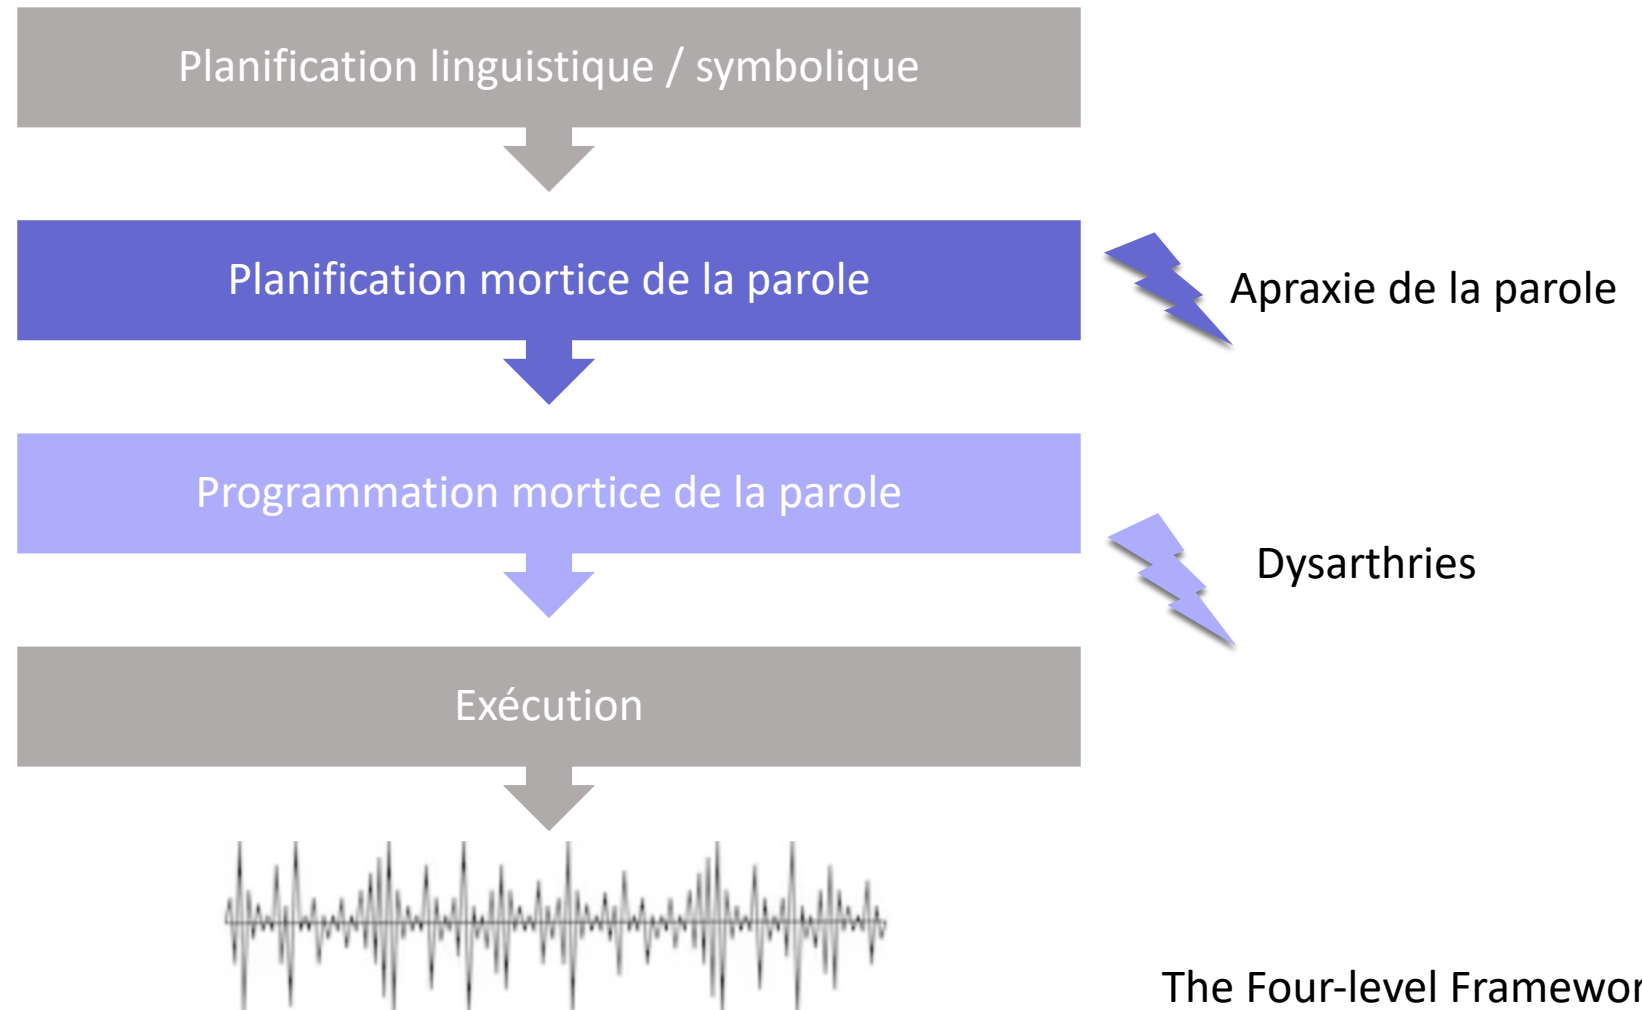 Planification linguistique / symbolique
Planification mortice de la parole
Apraxie de la parole
Programmation mortice de la parole
Dysarthries
Exécution
The Four-level Framewor